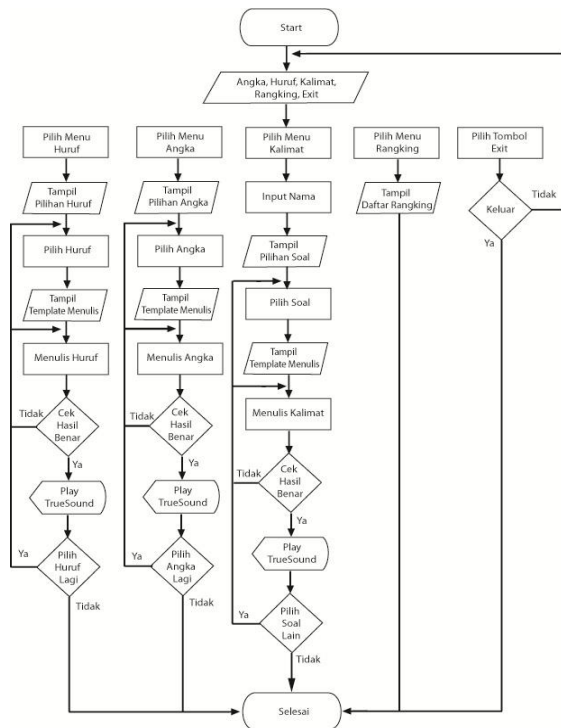 Start
Angka, Huruf, Kalimat,
Rangking, Exit
Pilih Menu
Huruf
Tampil
Pilihan Huruf
Pilih Huruf
Tampil
Template Menulis
Menulis Huruf
Tidak
Cek
Hasil
Benar
Ya
Play
TrueSound
Ya
Pilih
Huruf
Lagi
Tidak
Pilih Menu
Angka
Tampil
Pilihan Angka
Pilih Angka
Tampil
Template Menulis
Menulis Angka
Tidak
Cek
Hasil
Benar
Ya
Play
TrueSound
Ya
Pilih
Angka
Lagi
Tidak
Pilih Menu
Kalimat
Input Nama
Tampil
Pilihan Soal
Pilih Soal
Tampil
Template Menulis
Menulis Kalimat
Tidak
Cek
Hasil
Benar
Ya
Play
TrueSound
Ya
Pilih
Soal
Lain
Tidak
Pilih Menu
Rangking
Tampil
Daftar Rangking
Pilih Tombol
Exit
Keluar
Tidak
Ya
Selesai